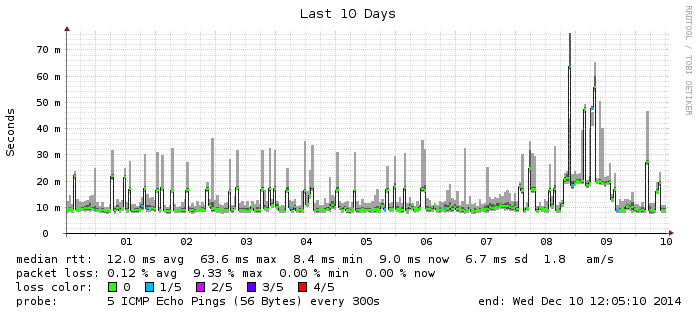 Last 10 Days
RRDTOOL / TOBI OETIKER
Seconds
70 m
60 m
50 m
40 m
30 m
20 m
10 m
0
01 02 03 04 05 06 07 08 09 10
median rtt: 12.0 ms avg 63.6 ms max 8.4 ms min 9.0 ms now 6.7 ms sd 1.8 am/s
packet loss: 0.12 % avg 9.33 % max 0.00 % min 0.00 % now
loss color: 0 1/5 2/5 3/5 4/5
probe: 5 ICMP Echo Pings (56 Bytes) every 300s end: Wed Dec 10 12:05:10 2014